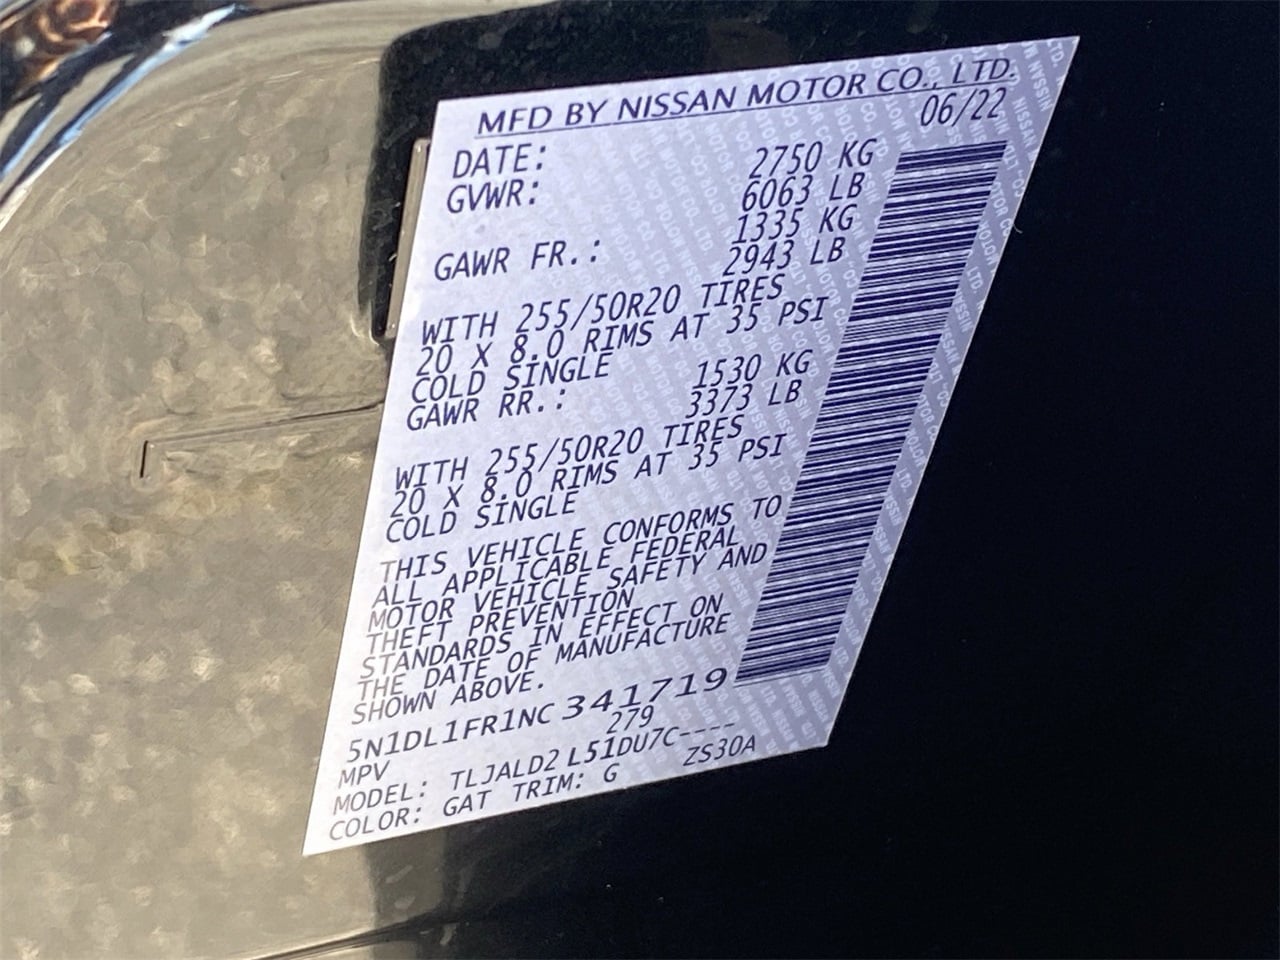 MFD BY NISSAN MOTOR CO., LTD.
DATE: 06/22
GVWR: 2750 KG
6063 LB
GAWR FR.: 1335 KG
2943 LB
WITH 255/50R20 TIRES
20 X 8.0 RIMS AT 35 PSI
COLD SINGLE
GAWR RR.: 1530 KG
3373 LB
WITH 255/50R20 TIRES
20 X 8.0 RIMS AT 35 PSI
COLD SINGLE
THIS VEHICLE CONFORMS TO
ALL APPLICABLE FEDERAL
MOTOR VEHICLE SAFETY AND
THEFT PREVENTION
STANDARDS IN EFFECT ON
THE DATE OF MANUFACTURE
SHOWN ABOVE.
5N1DL1FR1NC 341719
MPV 279
MODEL: TLJALD2 L51DU7C----
COLOR: GAT TRIM: G ZS30A